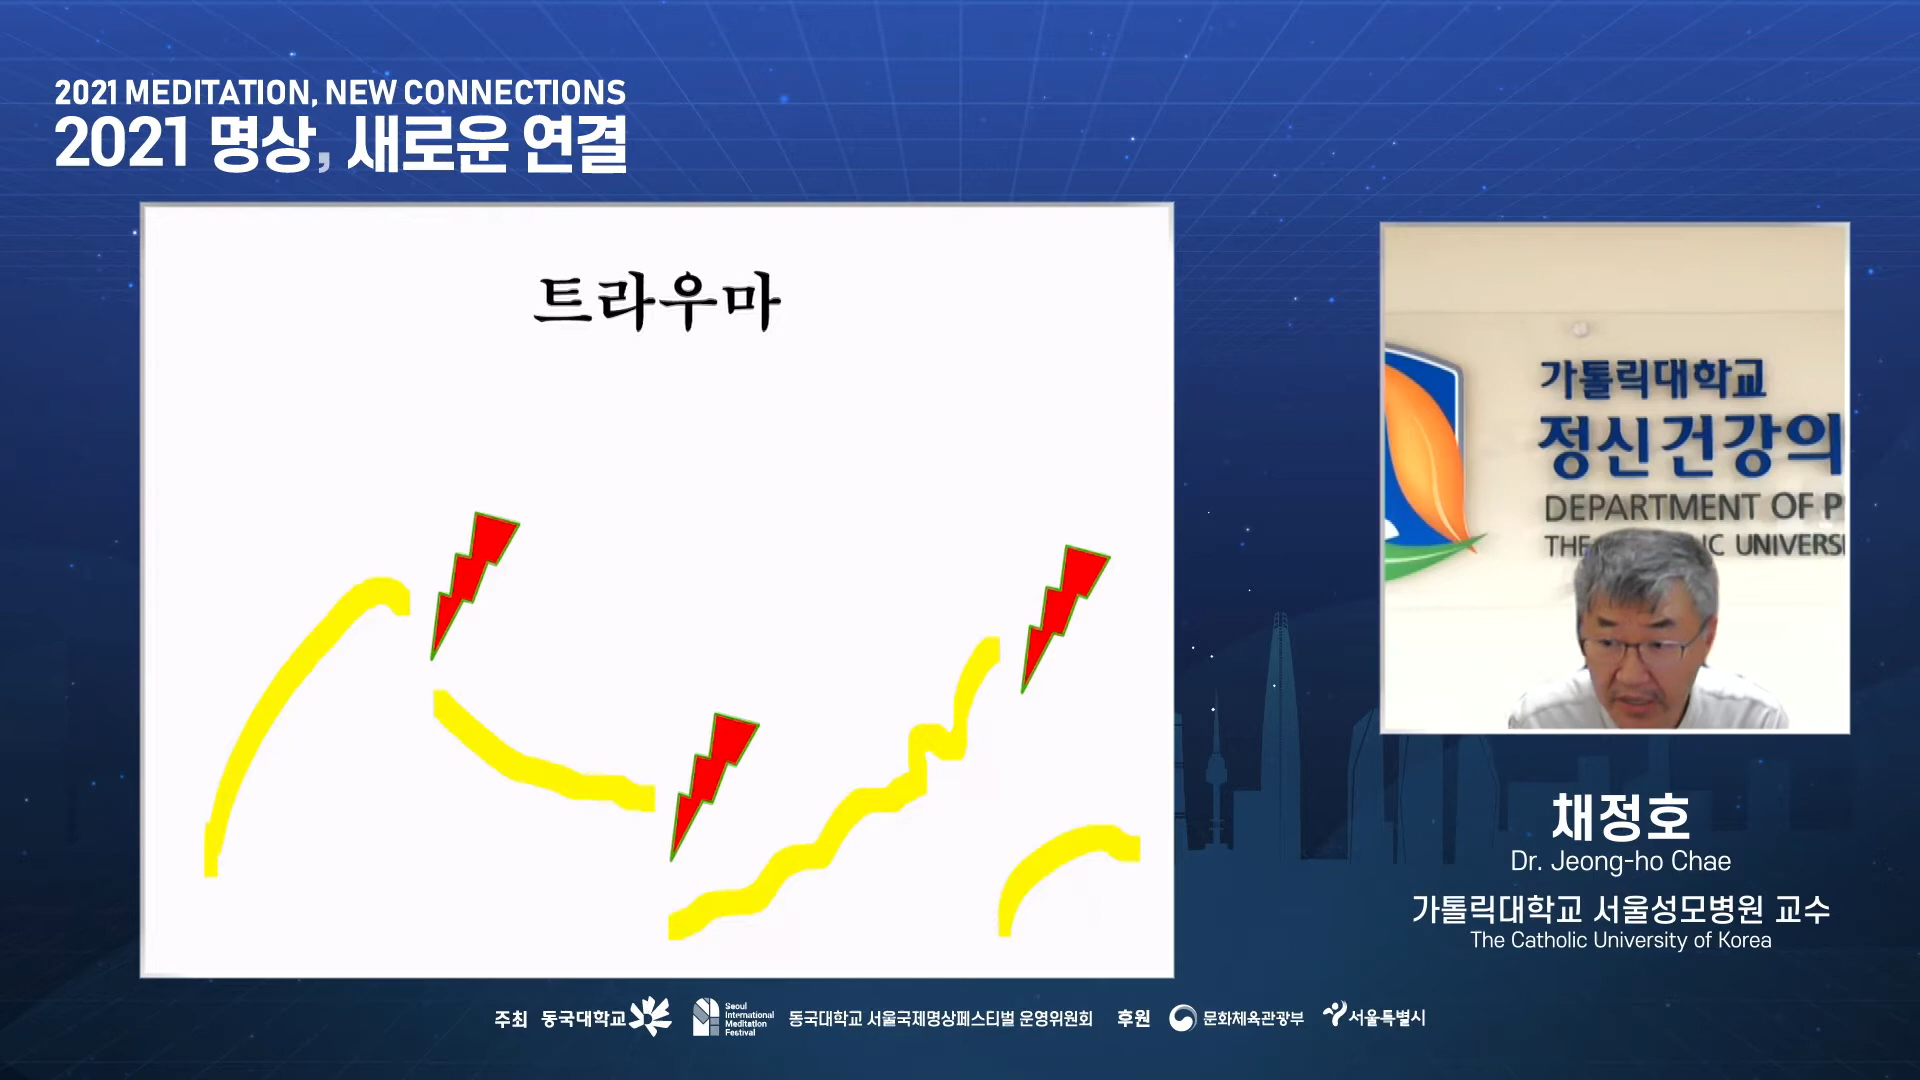 2021 MEDITATION, NEW CONNECTIONS
2021 명상, 새로운 연결
트라우마
가톨릭대학교
정신건강의
DEPARTMENT OF P
THE IC UNIVERSI
채정호
Dr. Jeong-ho Chae
가톨릭대학교 서울성모병원 교수
The Catholic University of Korea
주최 동국대학교 Seoul International Meditation Festival 동국대학교 서울국제명상페스티벌 운영위원회 후원 문화체육관광부 서울특별시